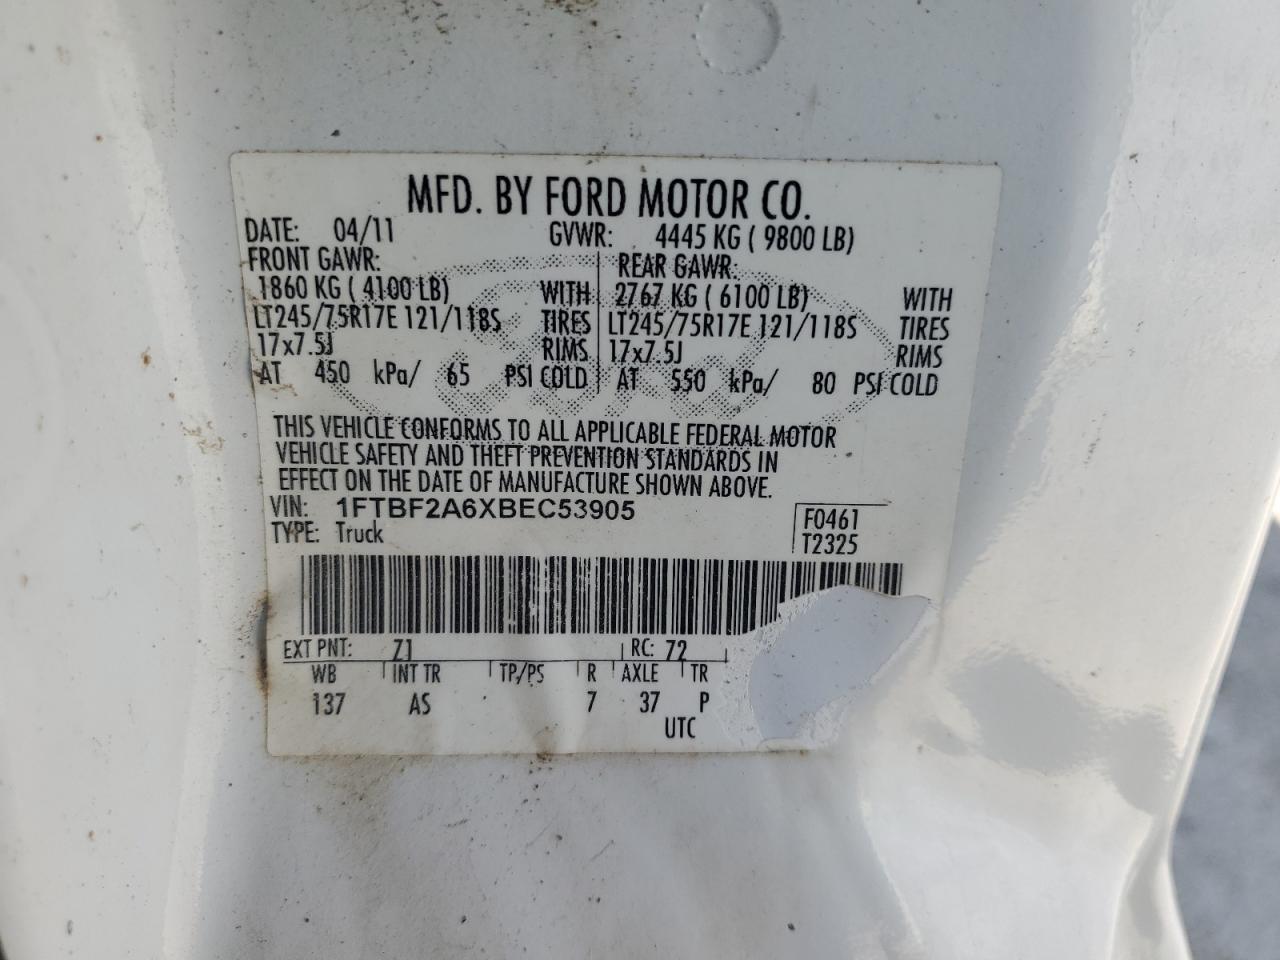 MFD. BY FORD MOTOR CO.
DATE: 04/11 GVWR: 4445 KG ( 9800 LB)
FRONT GAWR: REAR GAWR:
1860 KG ( 4100 LB) WITH 2767 KG ( 6100 LB) WITH
LT245/75R17E 121/118S TIRES LT245/75R17E 121/118S TIRES
17x7.5J RIMS 17x7.5J RIMS
AT 450 kPa/ 65 PSI COLD AT 550 kPa/ 80 PSI COLD
THIS VEHICLE CONFORMS TO ALL APPLICABLE FEDERAL MOTOR
VEHICLE SAFETY AND THEFT PREVENTION STANDARDS IN
EFFECT ON THE DATE OF MANUFACTURE SHOWN ABOVE.
VIN: 1FTBF2A6XBEC53905 F0461
TYPE: Truck T2325
EXT PNT: Z1 RC: 72
WB INT TR TP/PS R AXLE TR
137 AS 7 37 P
UTC